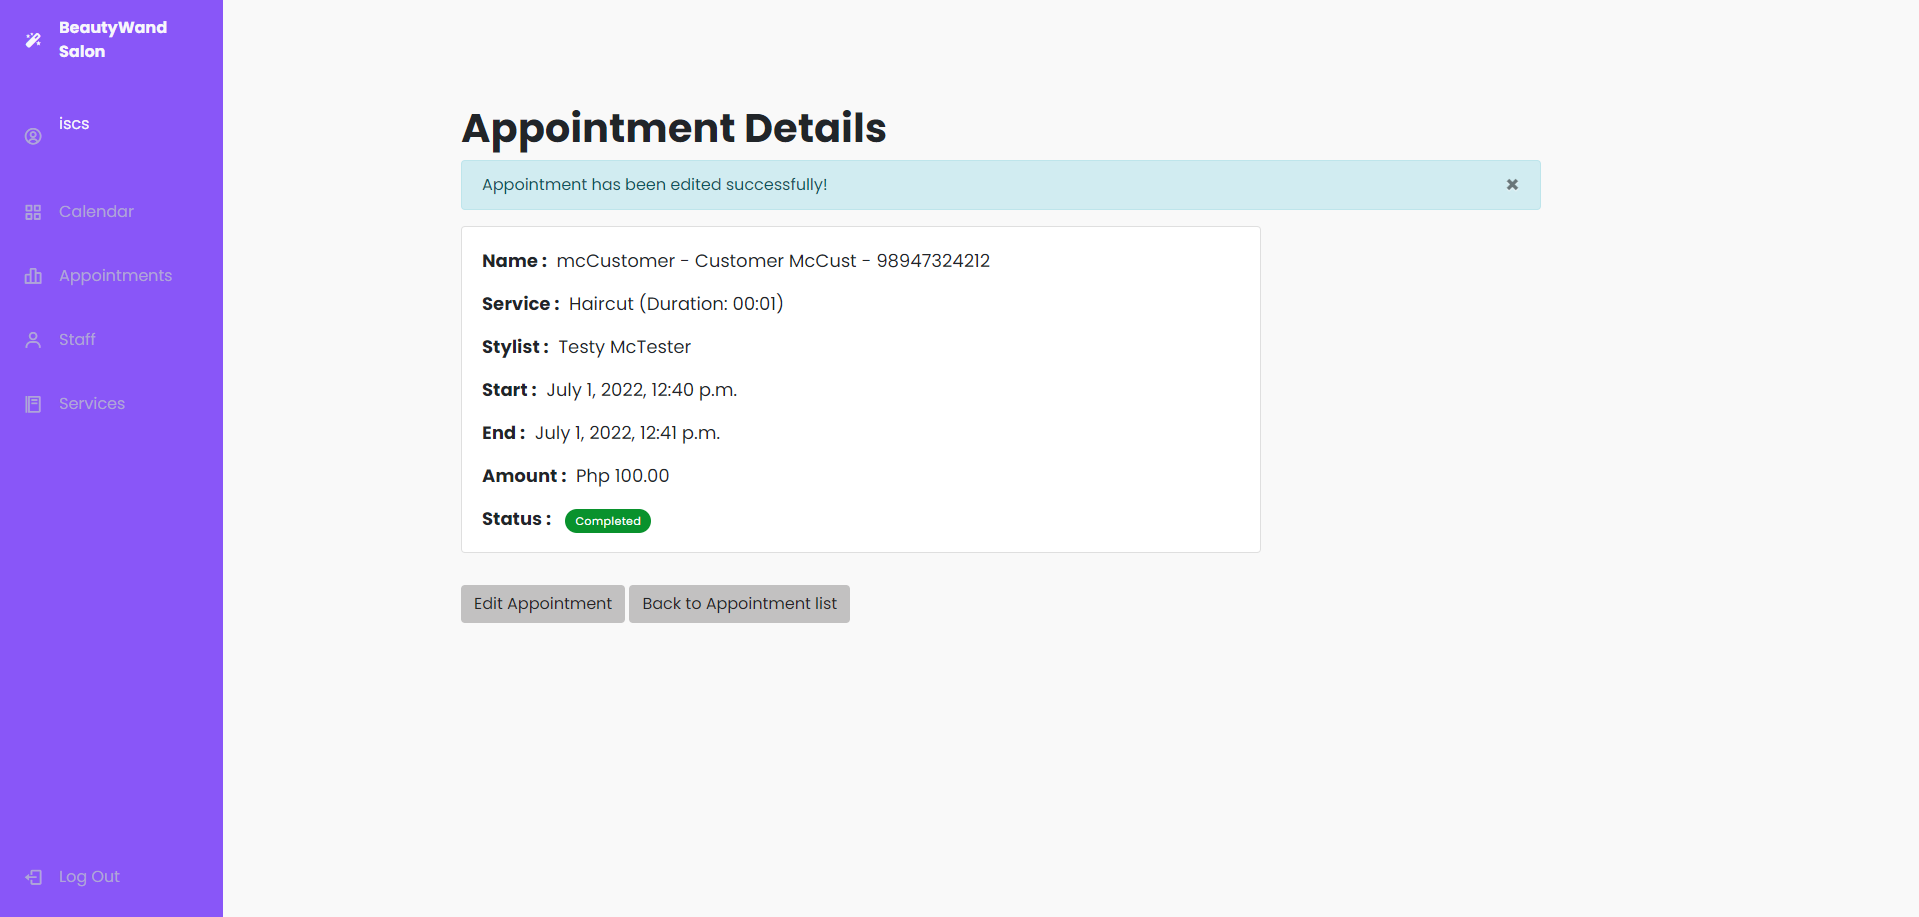 BeautyWand
Salon
iscs
Calendar
Appointments
Staff
Services
Log Out
Appointment Details
Appointment has been edited successfully!
Name : mcCustomer - Customer McCust - 98947324212
Service : Haircut (Duration: 00:01)
Stylist : Testy McTester
Start : July 1, 2022, 12:40 p.m.
End : July 1, 2022, 12:41 p.m.
Amount : Php 100.00
Status : Completed
Edit Appointment
Back to Appointment list